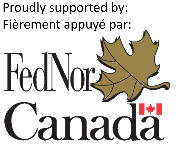 Proudly supported by:
Fièrement appuyé par:
FedNor
Canada